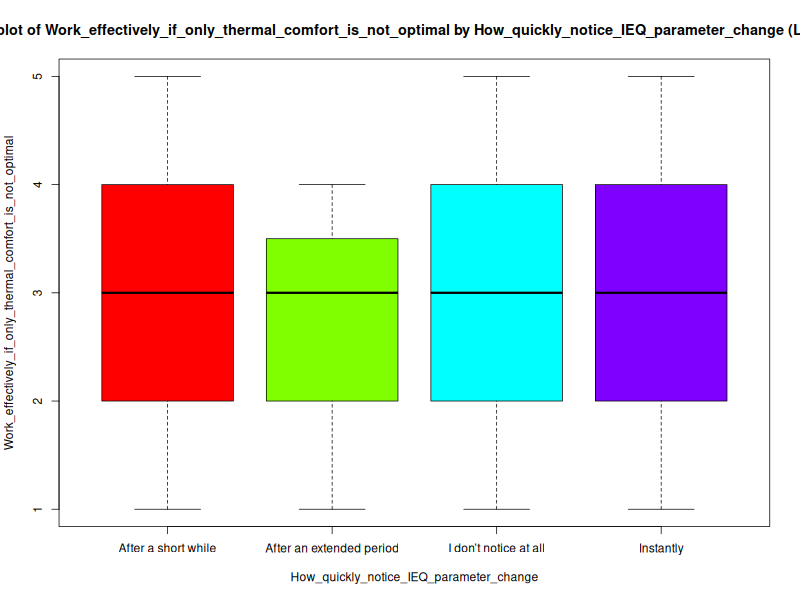 plot of Work_effectively_if_only_thermal_comfort_is_not_optimal by How_quickly_notice_IEQ_parameter_change (L
Work_effectively_if_only_thermal_comfort_is_not_optimal
5
4
3
2
1
After a short while
After an extended period
I don't notice at all
Instantly
How_quickly_notice_IEQ_parameter_change